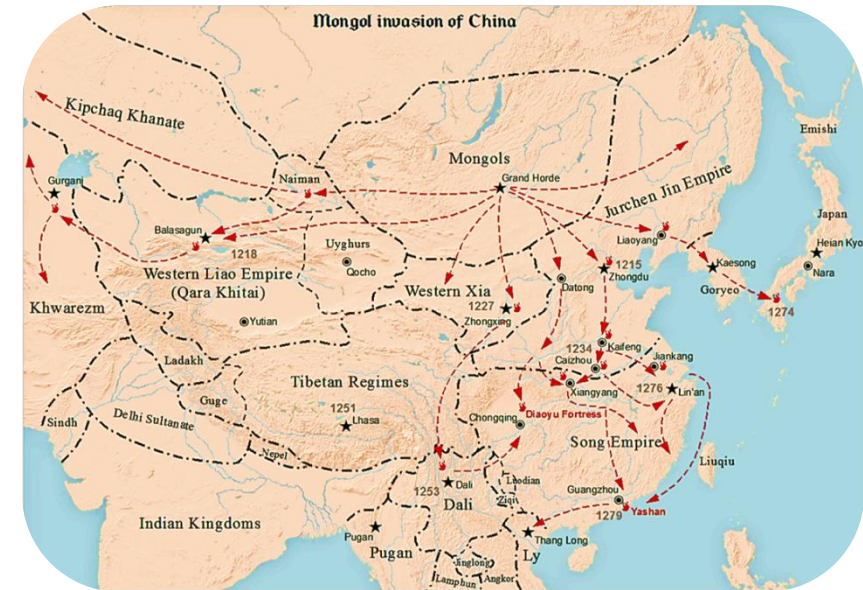 Mongol invasion of China
Kipchaq Khanate
Emishi
Mongols
Naiman
Grand Horde
Gurganj
Jurchen Jin Empire
Japan
Balasagun
1218
Uyghurs
Qocho
Liaoyang
Heian Kyo
Nara
Kaesong
Goryeo
1215
Zhongdu
Western Liao Empire
(Qara Khitai)
Western Xia
Datong
1274
Khwarezm
1227
Zhongxing
Yutian
1234
Kaifeng
Caizhou
Jiankang
Ladakh
Tibetan Regimes
Xiangyang
1276
Lin'an
Guge
1251
Lhasa
Sindh
Delhi Sultanate
Chongqing
Diaoyu Fortress
Song Empire
Nepel
Liuqiu
Luodian
1253
Dali
Dali
Ziqi
Guangzhou
1279
Yashan
Indian Kingdoms
Pugan
Pugan
Thang Long
Ly
Jinglong
Lamphun
Angkor